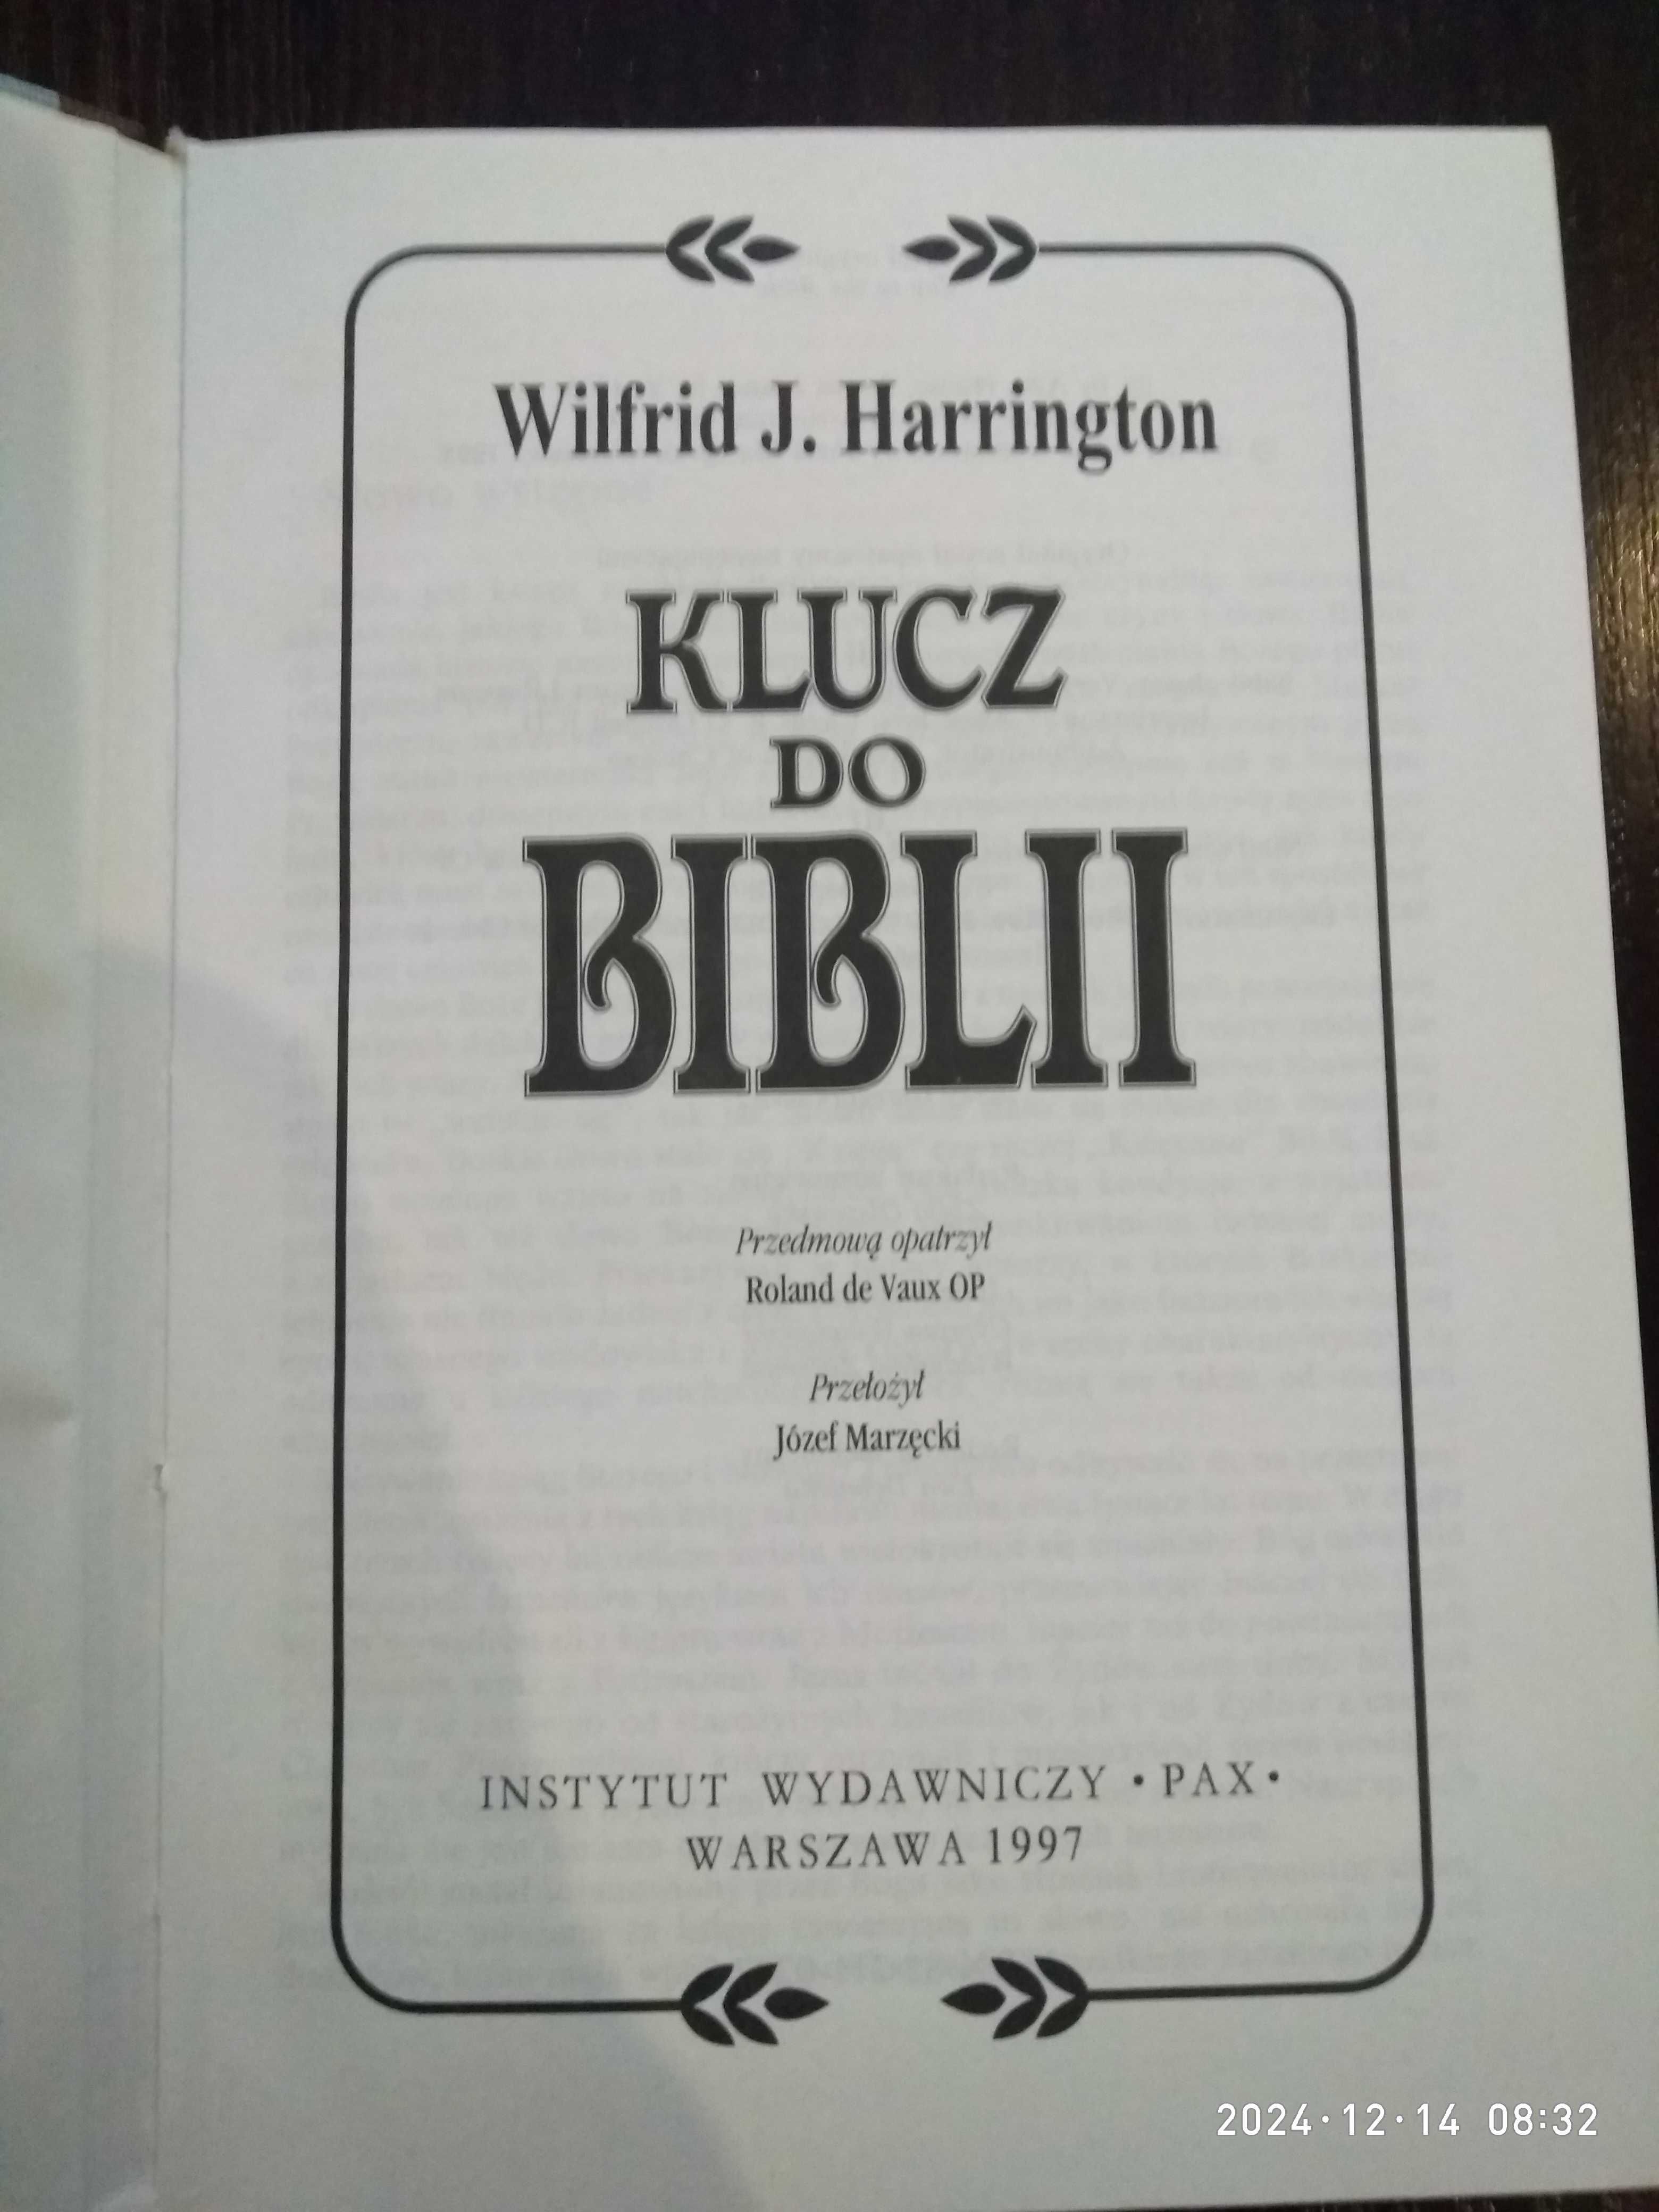 Wilfrid J. Harrington
KLUCZ
DO
BIBLII
Przedmową opatrzył
Roland de Vaux OP
Przełożył
Józef Marzęcki
INSTYTUT WYDAWNICZY • PAX •
WARSZAWA 1997
2024·12·14 08:32